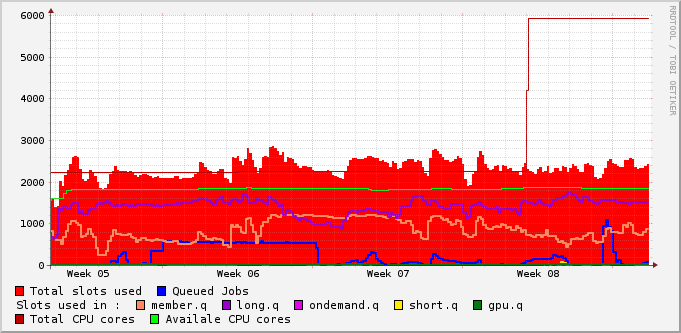 6000
5000
4000
3000
2000
1000
0
Week 05 Week 06 Week 07 Week 08
Total slots used Queued Jobs
Slots used in : member.q long.q ondemand.q short.q gpu.q
Total CPU cores Availale CPU cores
RRDTOOL / TOBI OETIKER